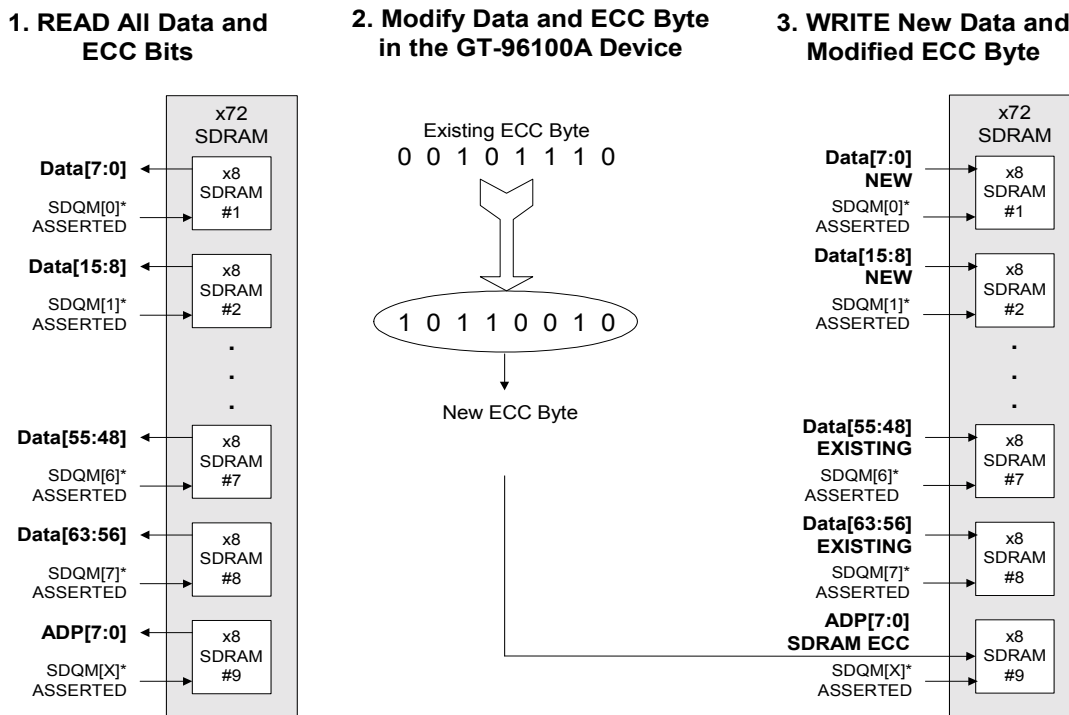 1. READ All Data and
ECC Bits
x72
SDRAM
Data[7:0]
SDQM[0]*
ASSERTED
x8
SDRAM
#1
Data[15:8]
SDQM[1]*
ASSERTED
x8
SDRAM
#2
.
.
.
Data[55:48]
SDQM[6]*
ASSERTED
x8
SDRAM
#7
Data[63:56]
SDQM[7]*
ASSERTED
x8
SDRAM
#8
ADP[7:0]
SDQM[X]*
ASSERTED
x8
SDRAM
#9
2. Modify Data and ECC Byte
in the GT-96100A Device
Existing ECC Byte
0 0 1 0 1 1 1 0
1 0 1 1 0 0 1 0
New ECC Byte
3. WRITE New Data and
Modified ECC Byte
x72
SDRAM
Data[7:0]
NEW
SDQM[0]*
ASSERTED
x8
SDRAM
#1
Data[15:8]
NEW
SDQM[1]*
ASSERTED
x8
SDRAM
#2
.
.
.
Data[55:48]
EXISTING
SDQM[6]*
ASSERTED
x8
SDRAM
#7
Data[63:56]
EXISTING
SDQM[7]*
ASSERTED
x8
SDRAM
#8
ADP[7:0]
SDRAM ECC
SDQM[X]*
ASSERTED
x8
SDRAM
#9